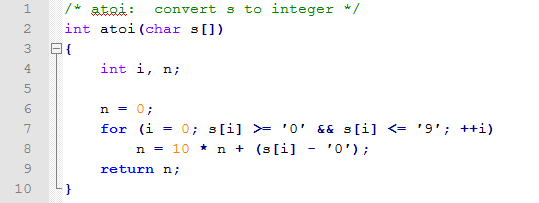 1 /* atoi:  convert s to integer */
2 int atoi(char s[])
3 {
4     int i, n;
5
6     n = 0;
7     for (i = 0; s[i] >= '0' && s[i] <= '9'; ++i)
8         n = 10 * n + (s[i] - '0');
9     return n;
10 }